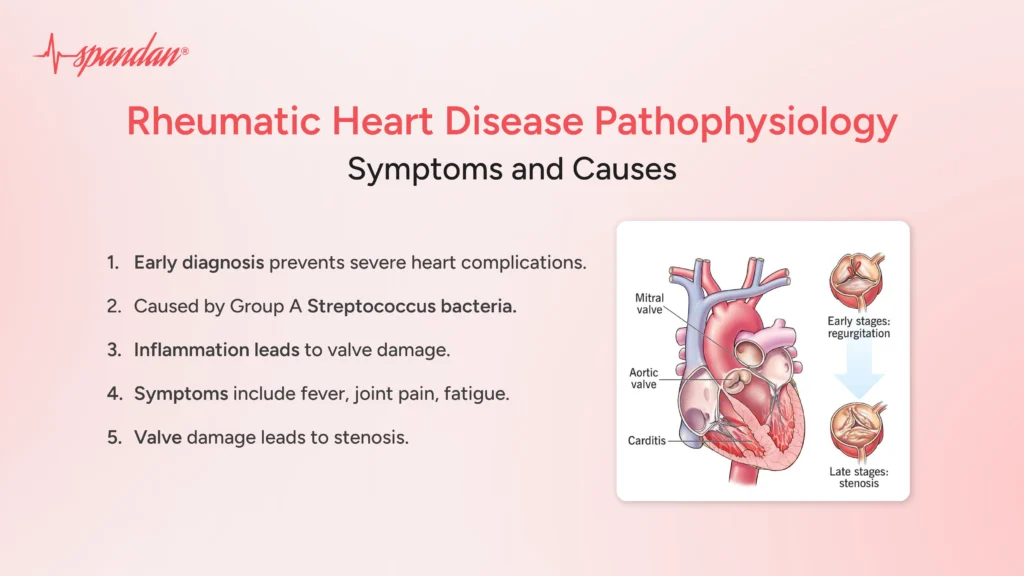 spandan®
Rheumatic Heart Disease Pathophysiology
Symptoms and Causes
1. Early diagnosis prevents severe heart complications.
2. Caused by Group A Streptococcus bacteria.
3. Inflammation leads to valve damage.
4. Symptoms include fever, joint pain, fatigue.
5. Valve damage leads to stenosis.
Mitral
valve
Aortic
valve
Carditis
Early stages:
regurgitation
Late stages:
stenosis